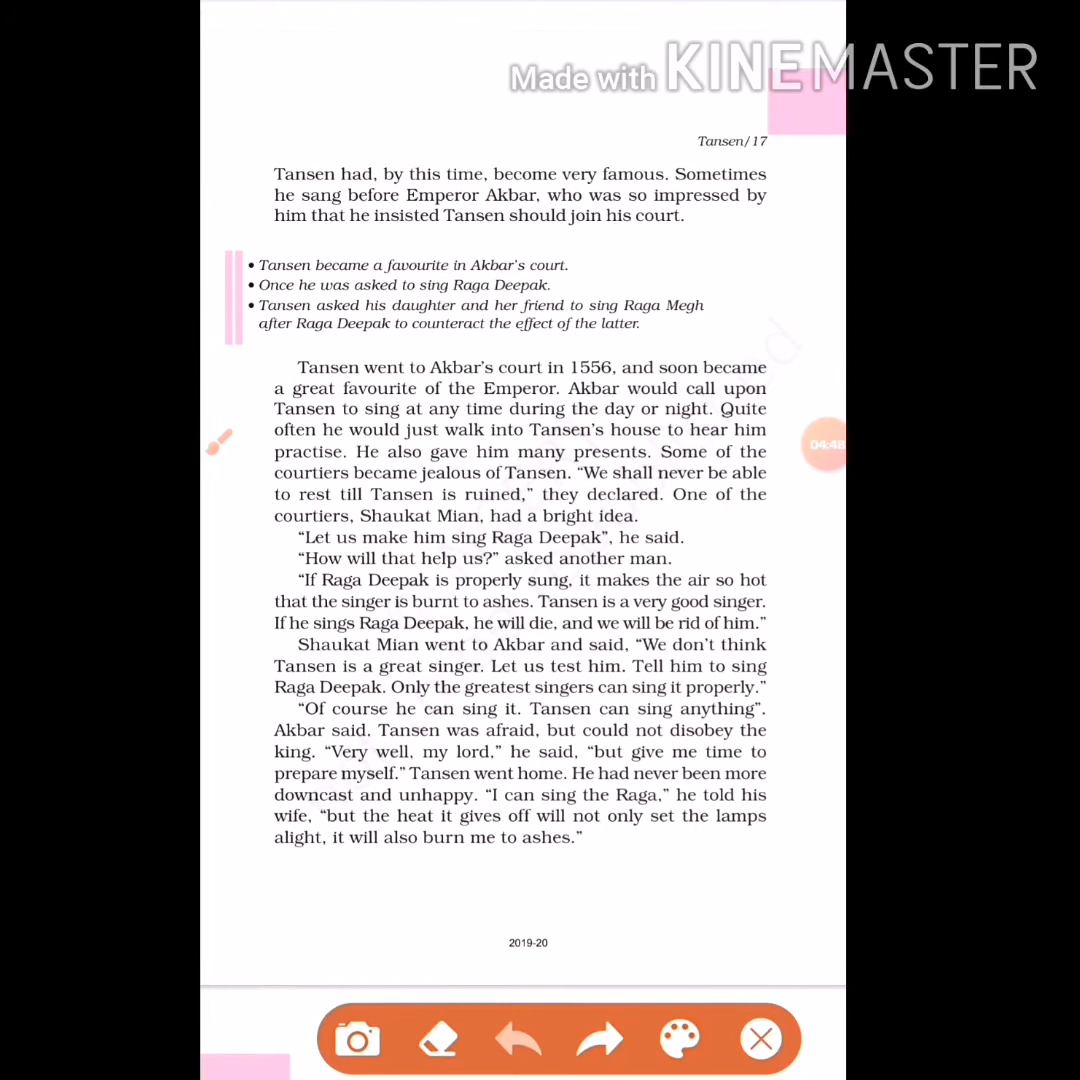 Made with KINEMASTER
Tansen/17
Tansen had, by this time, become very famous. Sometimes
he sang before Emperor Akbar, who was so impressed by
him that he insisted Tansen should join his court.
• Tansen became a favourite in Akbar's court.
• Once he was asked to sing Raga Deepak.
• Tansen asked his daughter and her friend to sing Raga Megh
after Raga Deepak to counteract the effect of the latter.
Tansen went to Akbar's court in 1556, and soon became
a great favourite of the Emperor. Akbar would call upon
Tansen to sing at any time during the day or night. Quite
often he would just walk into Tansen's house to hear him
practise. He also gave him many presents. Some of the
courtiers became jealous of Tansen. “We shall never be able
to rest till Tansen is ruined,” they declared. One of the
courtiers, Shaukat Mian, had a bright idea.
“Let us make him sing Raga Deepak”, he said.
“How will that help us?” asked another man.
“If Raga Deepak is properly sung, it makes the air so hot
that the singer is burnt to ashes. Tansen is a very good singer.
If he sings Raga Deepak, he will die, and we will be rid of him.”
Shaukat Mian went to Akbar and said, “We don't think
Tansen is a great singer. Let us test him. Tell him to sing
Raga Deepak. Only the greatest singers can sing it properly.”
“Of course he can sing it. Tansen can sing anything”.
Akbar said. Tansen was afraid, but could not disobey the
king. “Very well, my lord,” he said, “but give me time to
prepare myself.” Tansen went home. He had never been more
downcast and unhappy. “I can sing the Raga,” he told his
wife, “but the heat it gives off will not only set the lamps
alight, it will also burn me to ashes.”
04:48
2019-20